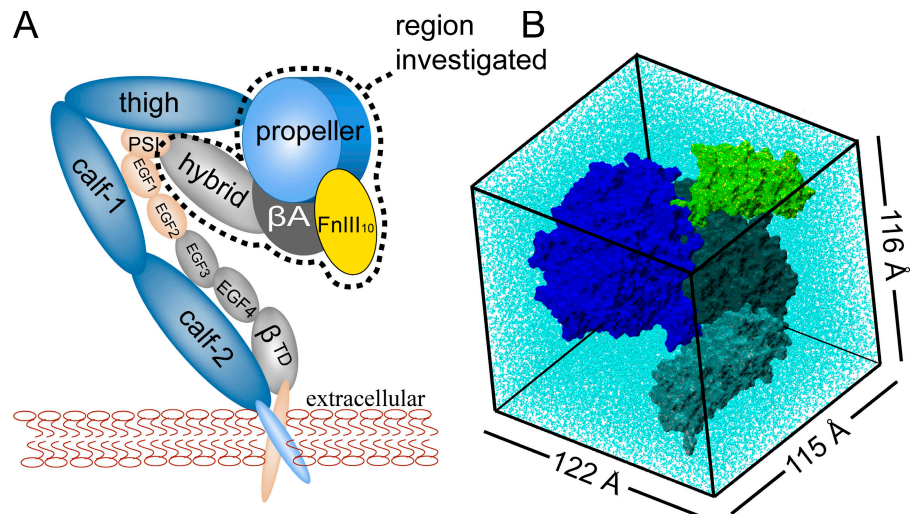 A
B
region
investigated
thigh
propeller
PSI
hybrid
EGF1
calf-1
βA
FnIII10
EGF2
EGF3
EGF4
calf-2
βTD
extracellular
116 Å
115 Å
122 Å